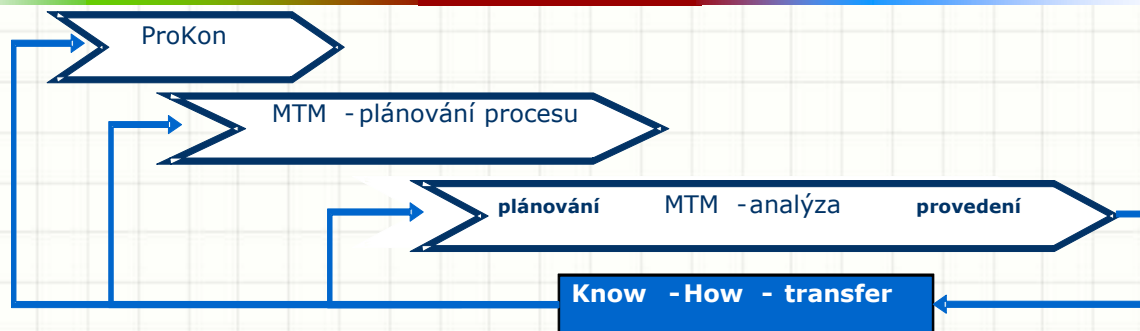 ProKon
MTM - plánování procesu
plánování MTM - analýza provedení
Know - How - transfer